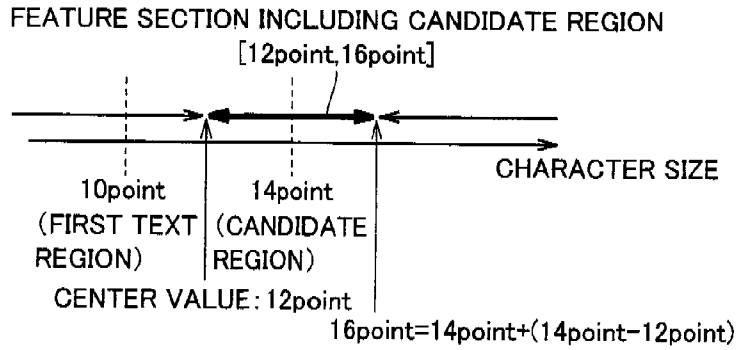 FEATURE SECTION INCLUDING CANDIDATE REGION
[12point,16point]
CHARACTER SIZE
10point
(FIRST TEXT
REGION)
14point
(CANDIDATE
REGION)
CENTER VALUE:12point
16point=14point+(14point-12point)